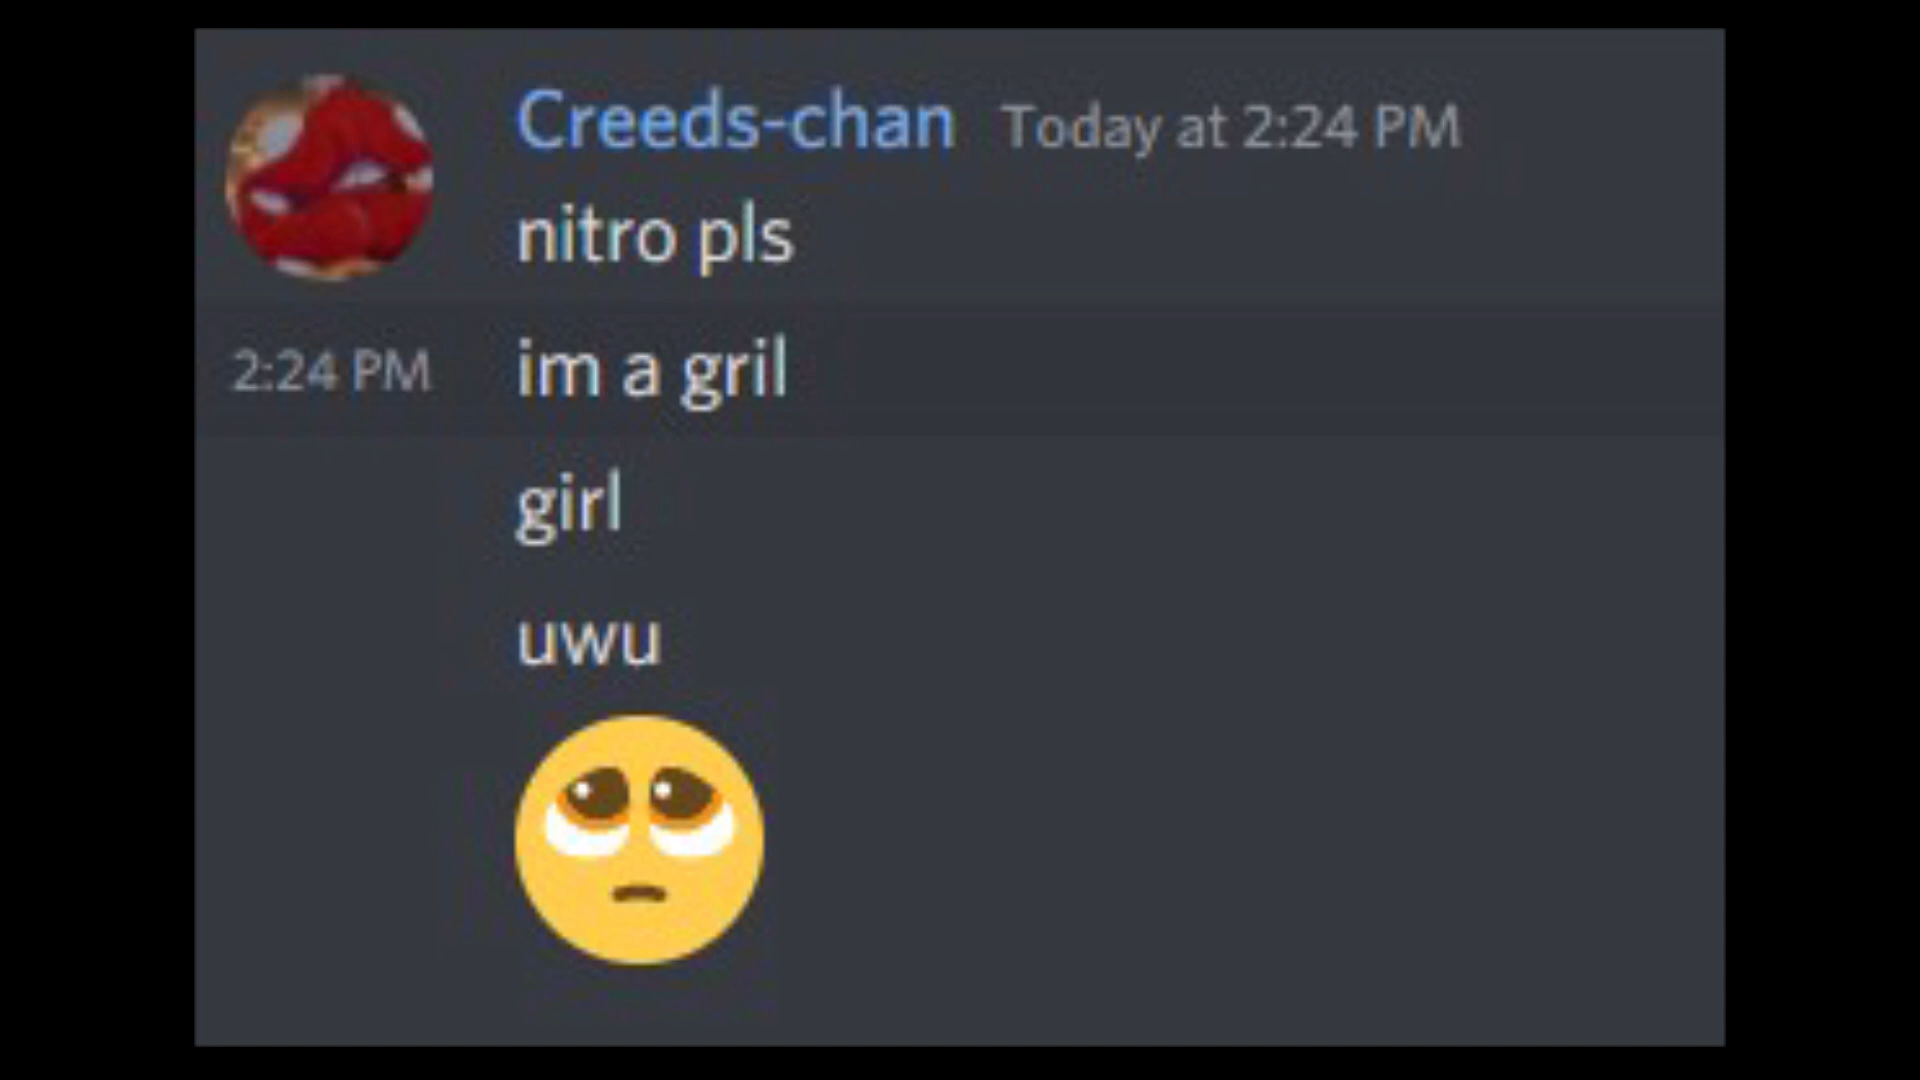 Creeds-chan Today at 2:24 PM
nitro pls
2:24 PM im a gril
girl
uwu